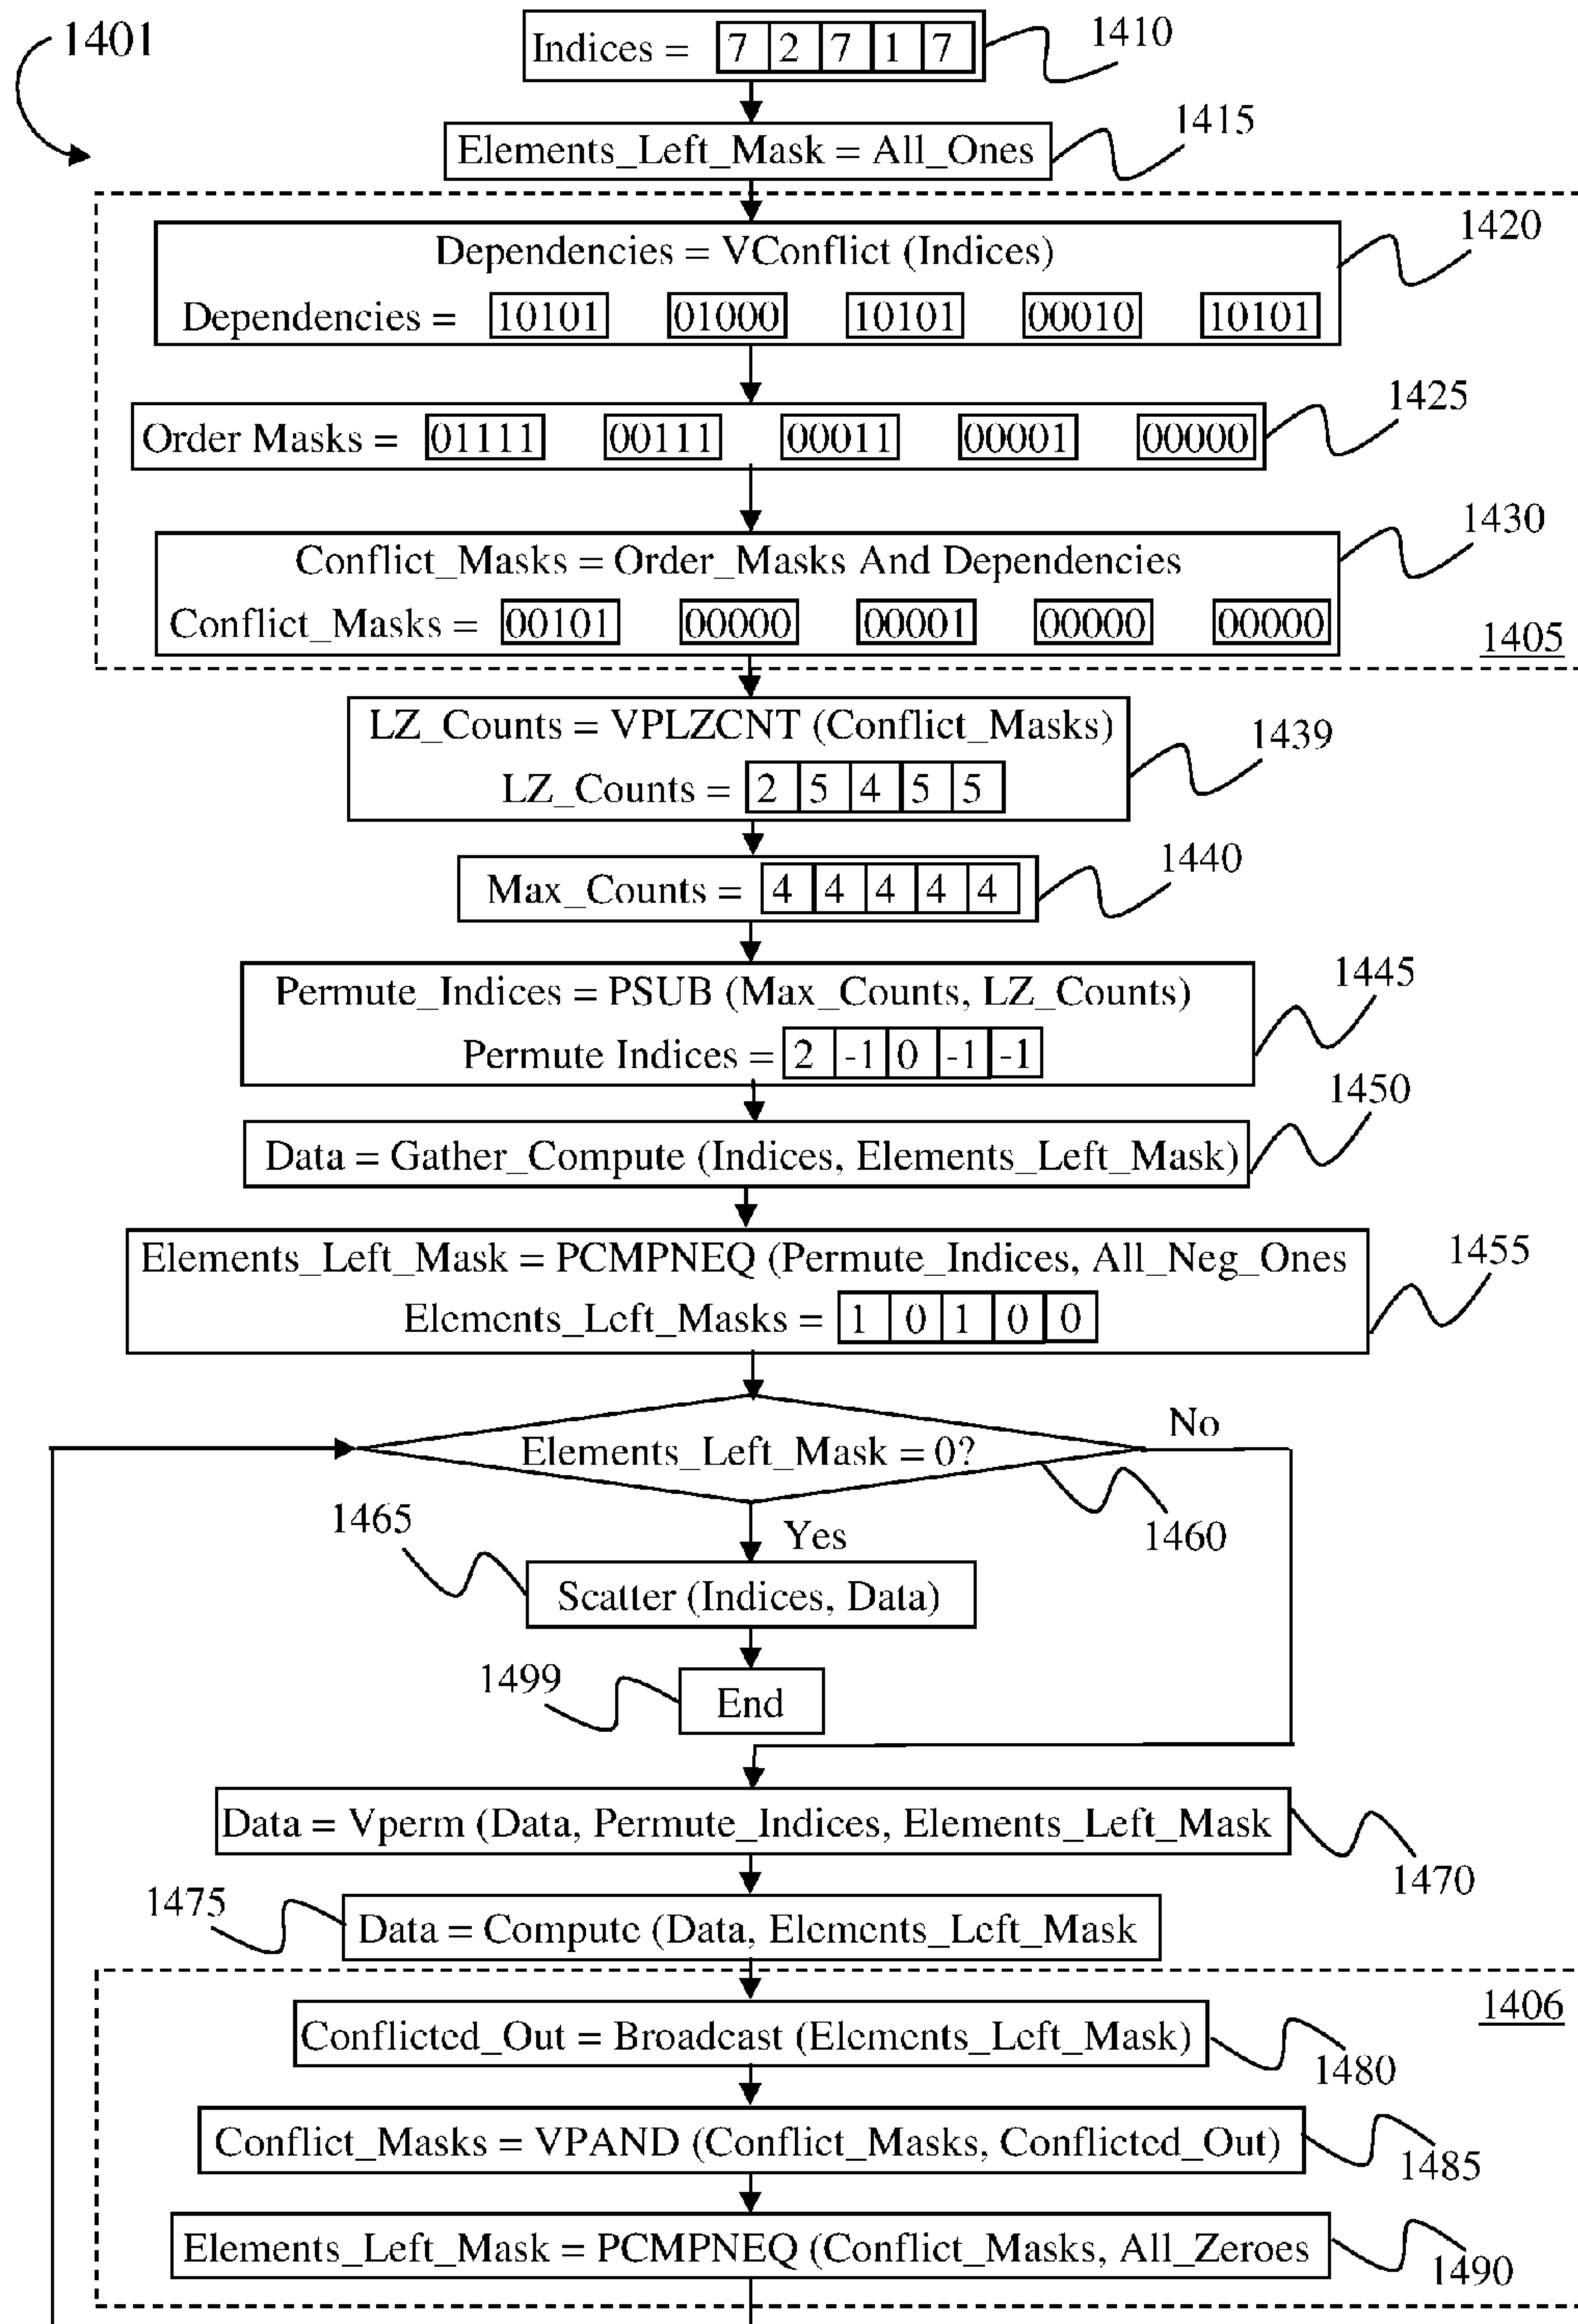 1401
Indices = 7 2 7 1 7
1410
Elements_Left_Mask = All_Ones
1415
Dependencies = VConflict (Indices)
1420
Dependencies = 10101 01000 10101 00010 10101
Order Masks = 01111 00111 00011 00001 00000
1425
Conflict_Masks = Order_Masks And Dependencies
1430
Conflict_Masks = 00101 00000 00001 00000 00000
1405
LZ_Counts = VPLZCNT (Conflict_Masks)
1439
LZ_Counts = 2 5 4 5 5
Max_Counts = 4 4 4 4 4
1440
Permute_Indices = PSUB (Max_Counts, LZ_Counts)
1445
Permute Indices = 2 -1 0 -1 -1
Data = Gather_Compute (Indices, Elements_Left_Mask)
1450
Elements_Left_Mask = PCMPNEQ (Permute_Indices, All_Neg_Ones
1455
Elements_Left_Masks = 1 0 1 0 0
Elements_Left_Mask = 0?
No
1460
Yes
1465
Scatter (Indices, Data)
1499
End
Data = Vperm (Data, Permute_Indices, Elements_Left_Mask
1470
1475
Data = Compute (Data, Elements_Left_Mask
1406
Conflicted_Out = Broadcast (Elements_Left_Mask)
1480
Conflict_Masks = VPAND (Conflict_Masks, Conflicted_Out)
1485
Elements_Left_Mask = PCMPNEQ (Conflict_Masks, All_Zeroes
1490